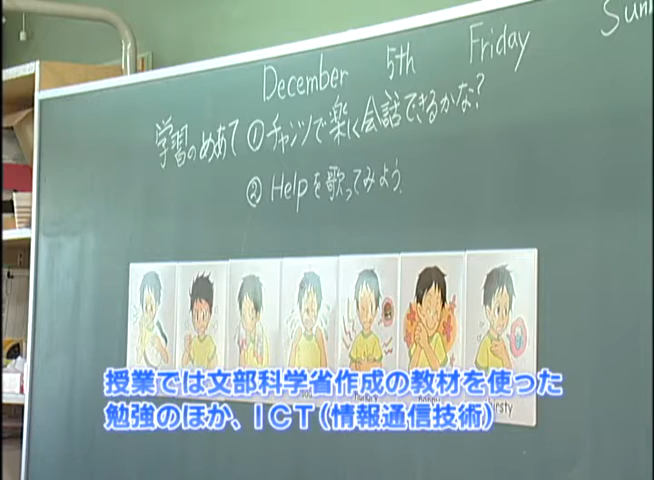 December 5th Friday Sunn
学習のめあて ①チャンツで楽しく会話できるかな?
② Helpを歌ってみよう.
授業では文部科学省作成の教材を使った
勉強のほか、ICT(情報通信技術)